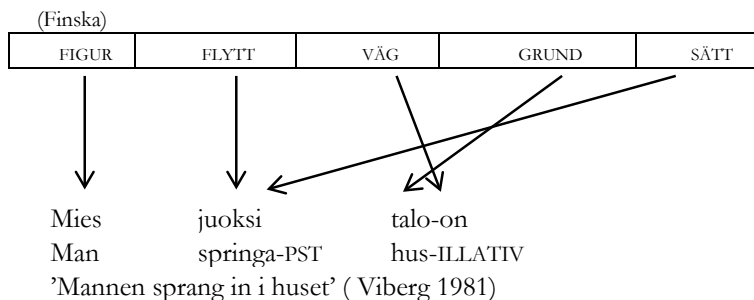 (Finska)
FIGUR FLYTT VÄG GRUND SÄTT
Mies juoksi talo-on
Man springa-PST hus-ILLATIV
’Mannen sprang in i huset’ ( Viberg 1981)